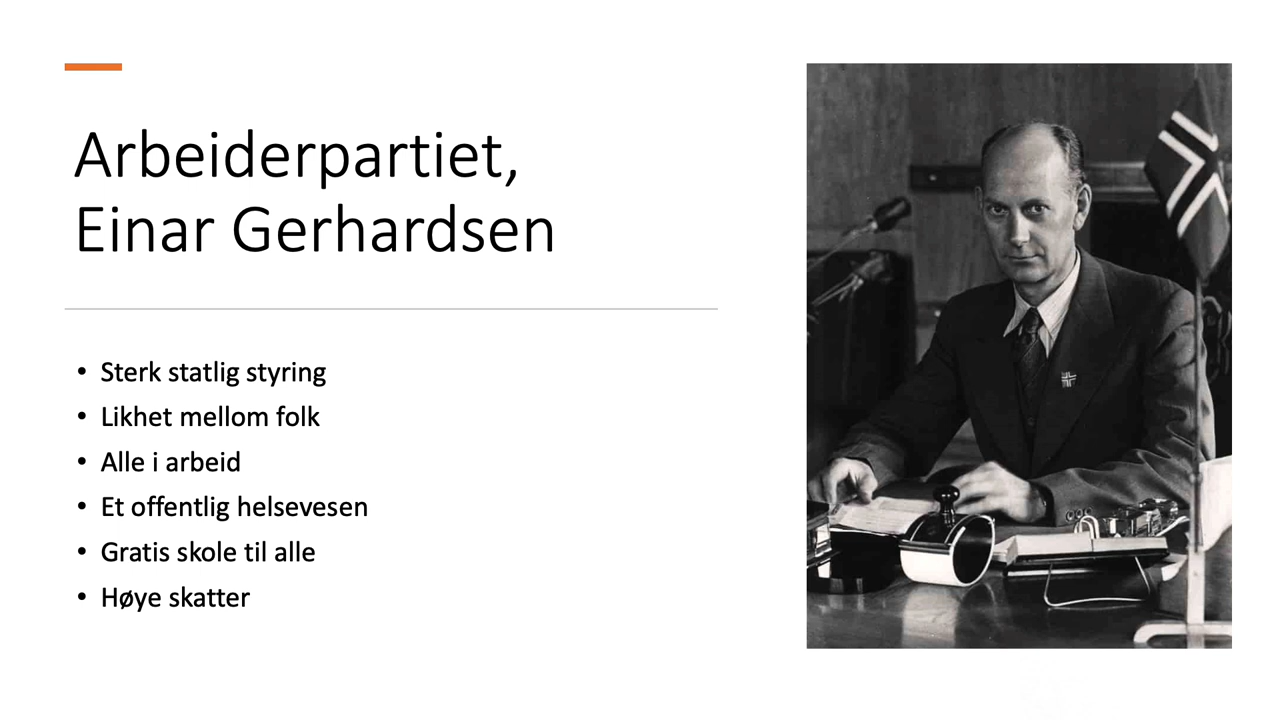 Arbeiderpartiet,
Einar Gerhardsen
• Sterk statlig styring
• Likhet mellom folk
• Alle i arbeid
• Et offentlig helsevesen
• Gratis skole til alle
• Høye skatter